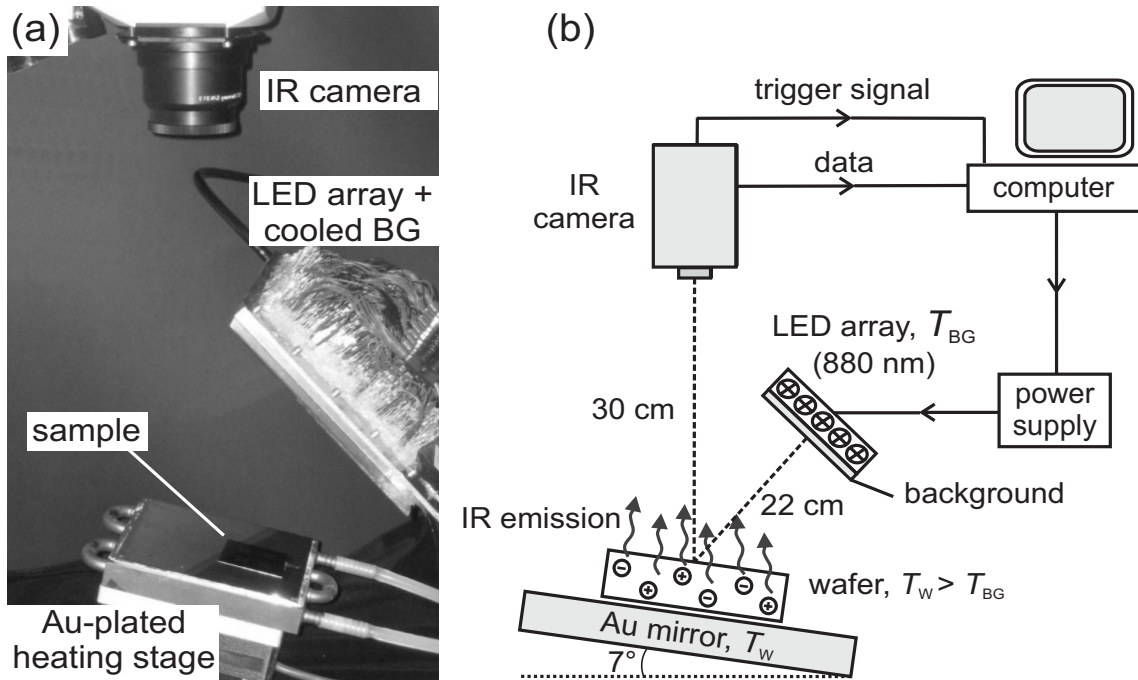 (a)
IR camera
LED array +
cooled BG
sample
Au-plated
heating stage
(b)
trigger signal
data
IR
camera
computer
LED array, T_BG
(880 nm)
30 cm
power
supply
22 cm
background
IR emission
wafer, T_W > T_BG
Au mirror, T_W
7°